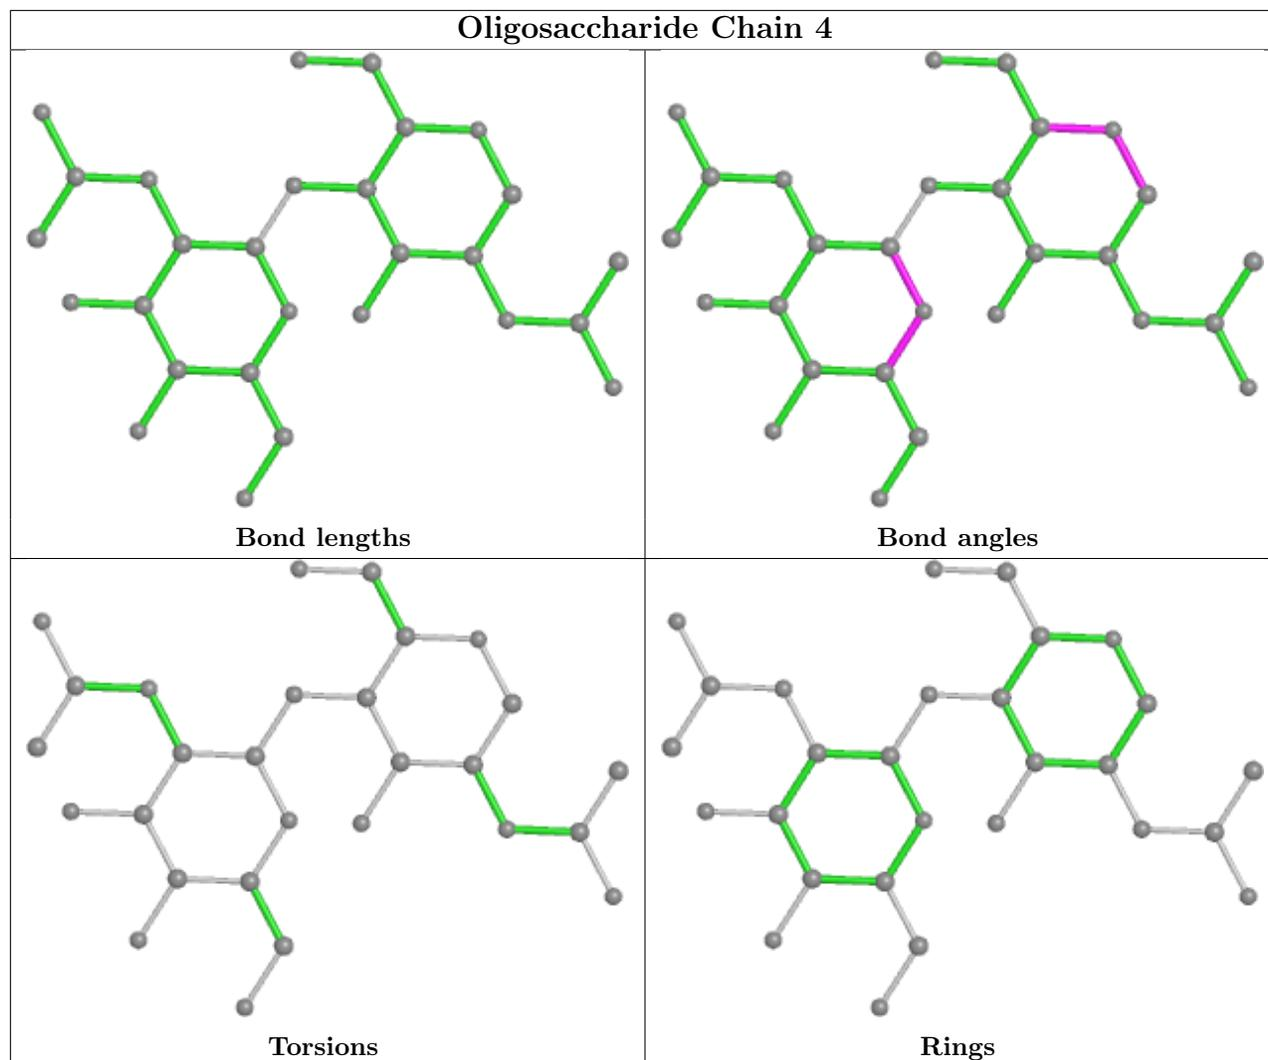 Oligosaccharide Chain 4
Bond lengths
Bond angles
Torsions
Rings